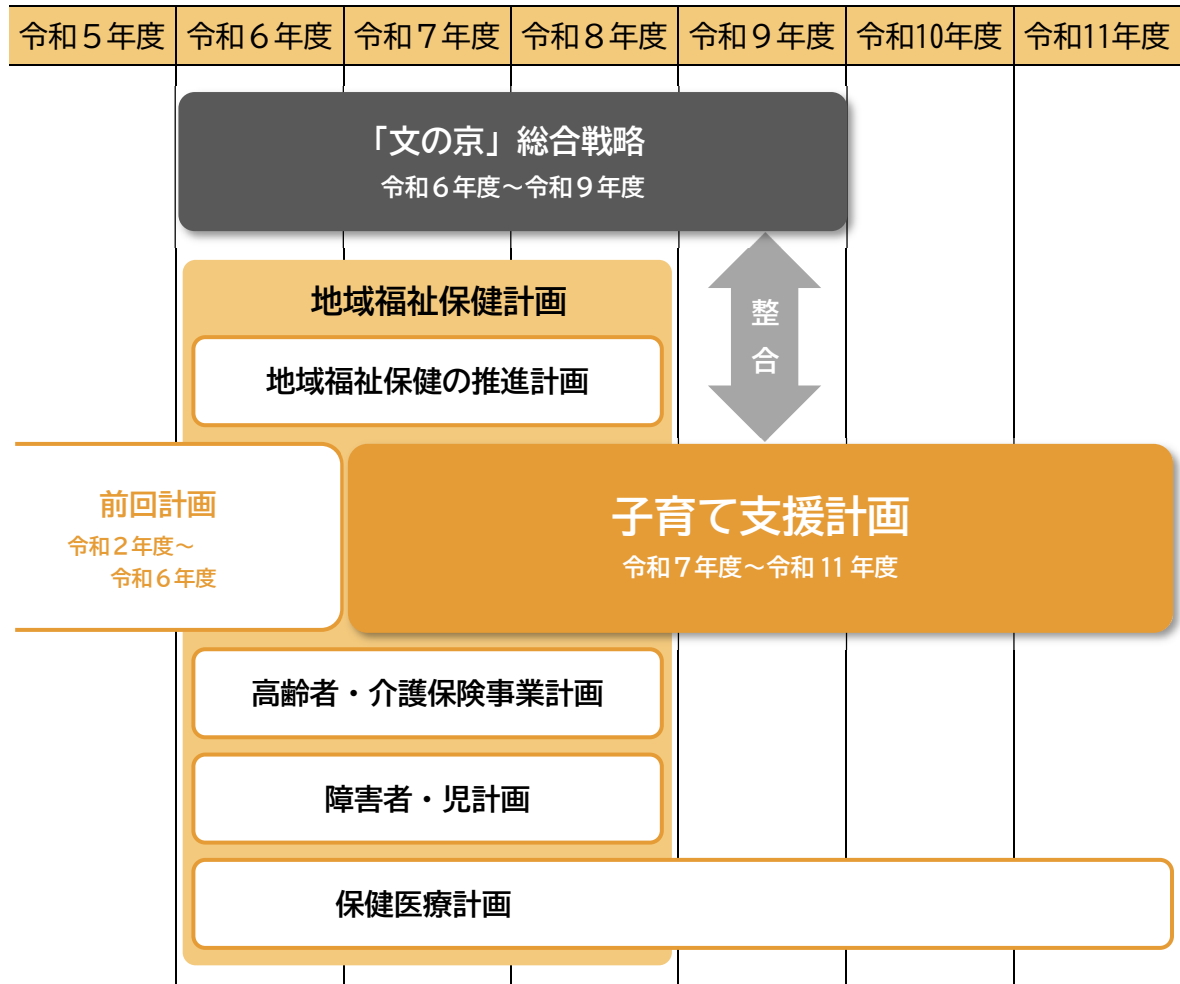 令和５年度 令和６年度 令和７年度 令和８年度 令和９年度 令和10年度 令和11年度
「文の京」総合戦略
令和６年度～令和９年度
地域福祉保健計画
整
合
地域福祉保健の推進計画
前回計画
令和２年度～
令和６年度
子育て支援計画
令和７年度～令和 11 年度
高齢者・介護保険事業計画
障害者・児計画
保健医療計画